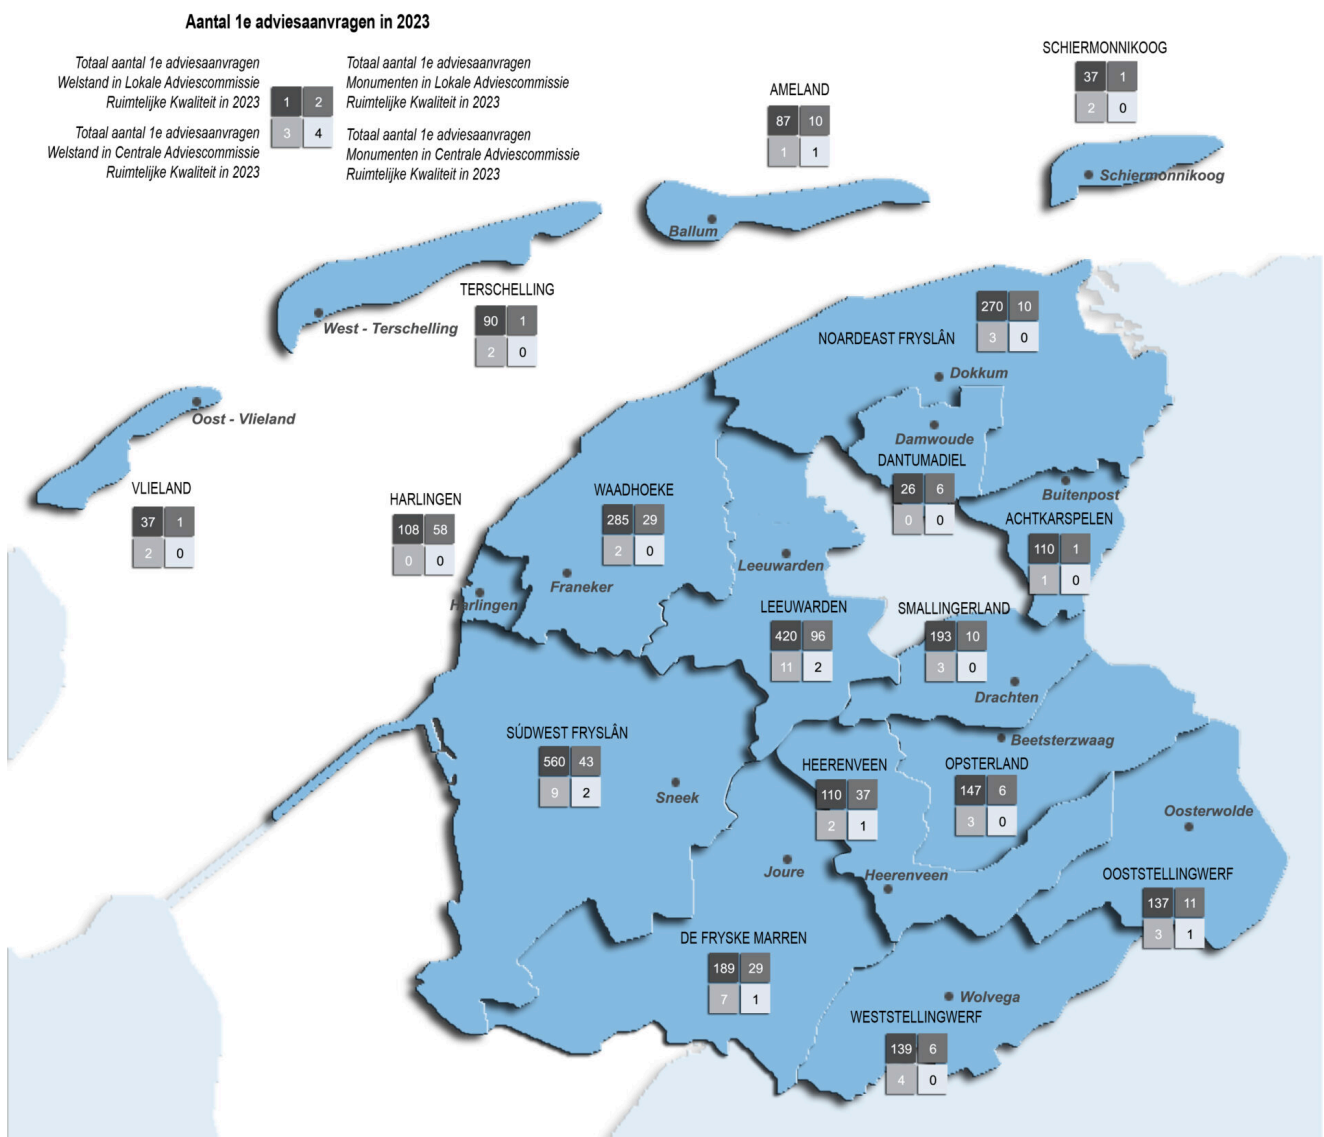 Aantal 1e adviesaanvragen in 2023
Totaal aantal 1e adviesaanvragen
Welstand in Lokale Adviescommissie
Ruimtelijke Kwaliteit in 2023
Totaal aantal 1e adviesaanvragen
Monumenten in Lokale Adviescommissie
Ruimtelijke Kwaliteit in 2023
1 2
3 4
Totaal aantal 1e adviesaanvragen
Welstand in Centrale Adviescommissie
Ruimtelijke Kwaliteit in 2023
Totaal aantal 1e adviesaanvragen
Monumenten in Centrale Adviescommissie
Ruimtelijke Kwaliteit in 2023
SCHIERMONNIKOOG
37 1
2 0
Schiermonnikoog
AMELAND
87 10
1 1
Ballum
TERSCHELLING
90 1
2 0
West - Terschelling
NOARDEAST FRYSLÂN
270 10
3 0
Dokkum
Oost - Vlieland
VLIELAND
37 1
2 0
Damwoude
DANTUMADIEL
26 6
0 0
Buitenpost
ACHTKARSPELEN
110 1
1 0
HARLINGEN
108 58
0 0
Harlingen
WAADHOEKE
285 29
2 0
Franeker
Leeuwarden
LEEUWARDEN
420 96
11 2
SMALLINGERLAND
193 10
3 0
Drachten
SÚDWEST FRYSLÂN
560 43
9 2
Sneek
HEERENVEEN
110 37
2 1
Heerenveen
Beetsterzwaag
OPSTERLAND
147 6
3 0
Oosterwolde
OOSTSTELLINGWERF
137 11
3 1
Joure
DE FRYSKE MARREN
189 29
7 1
Wolvega
WESTSTELLINGWERF
139 6
4 0